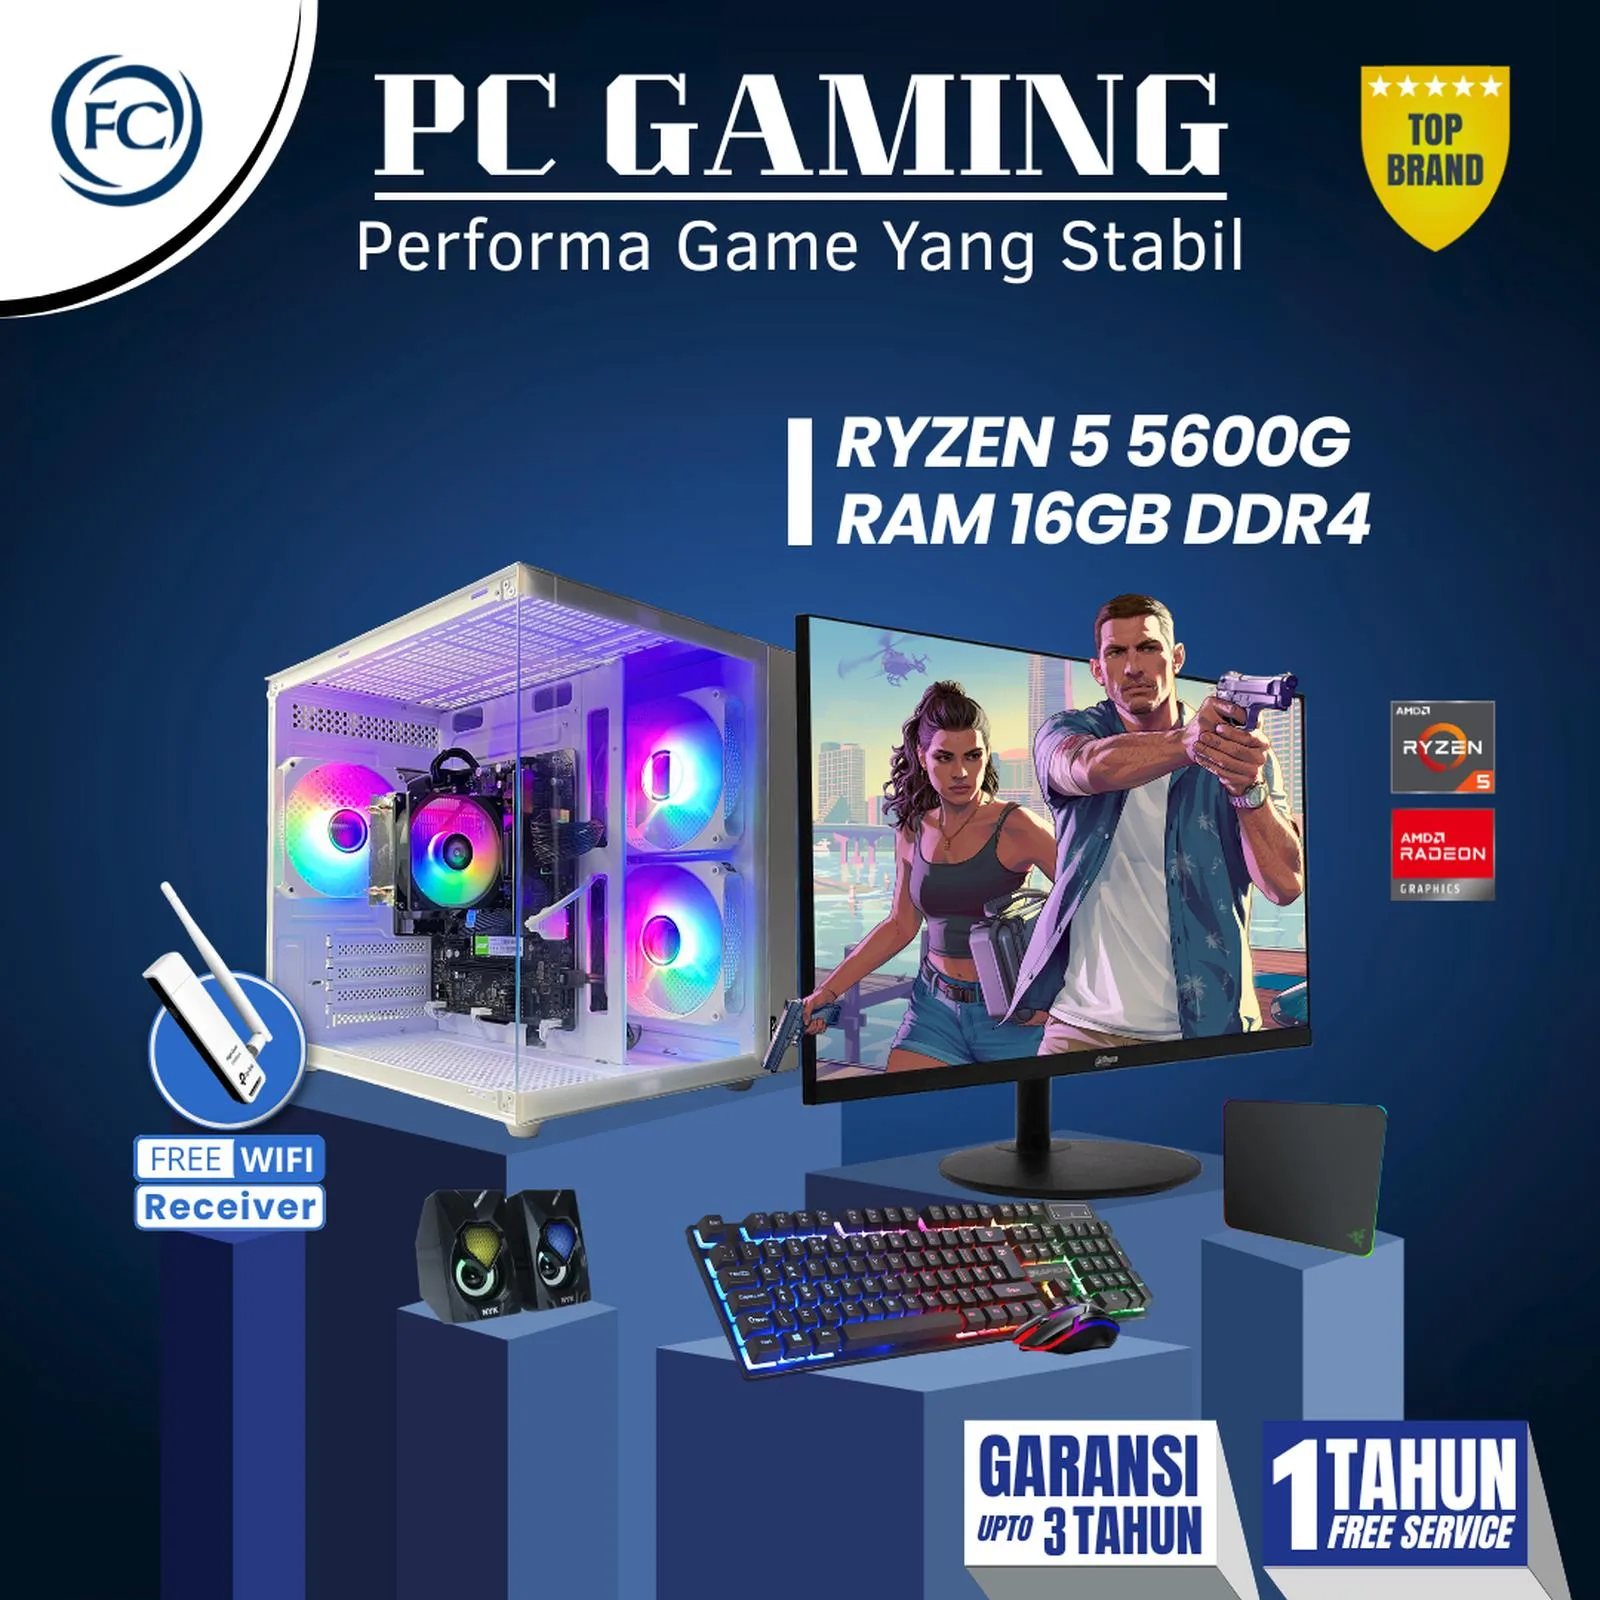 FC
PC GAMING
Performa Game Yang Stabil
TOP
BRAND
RYZEN 5 5600G
RAM 16GB DDR4
AMD
RYZEN
5
AMD
RADEON
GRAPHICS
alhua
FREE WIFI
Receiver
NYK
NYK
GARANSI
UPTO 3 TAHUN
1 TAHUN
FREE SERVICE